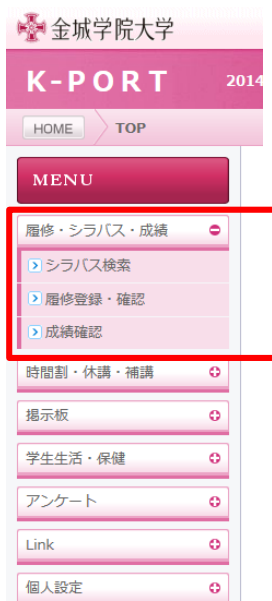 金城学院大学
K-PORT 2014
HOME TOP
MENU
履修・シラバス・成績
シラバス検索
履修登録・確認
成績確認
時間割・休講・補講
掲示板
学生生活・保健
アンケート
Link
個人設定